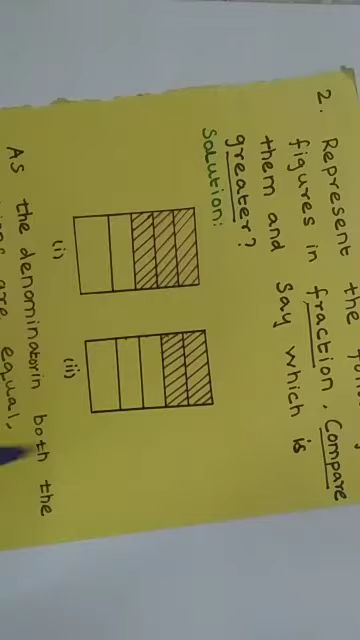 2. Represent the
figures in fraction. Compare
them and say which is
greater?
Solution:
(i) (ii)
As the denominator in both the
are equal,